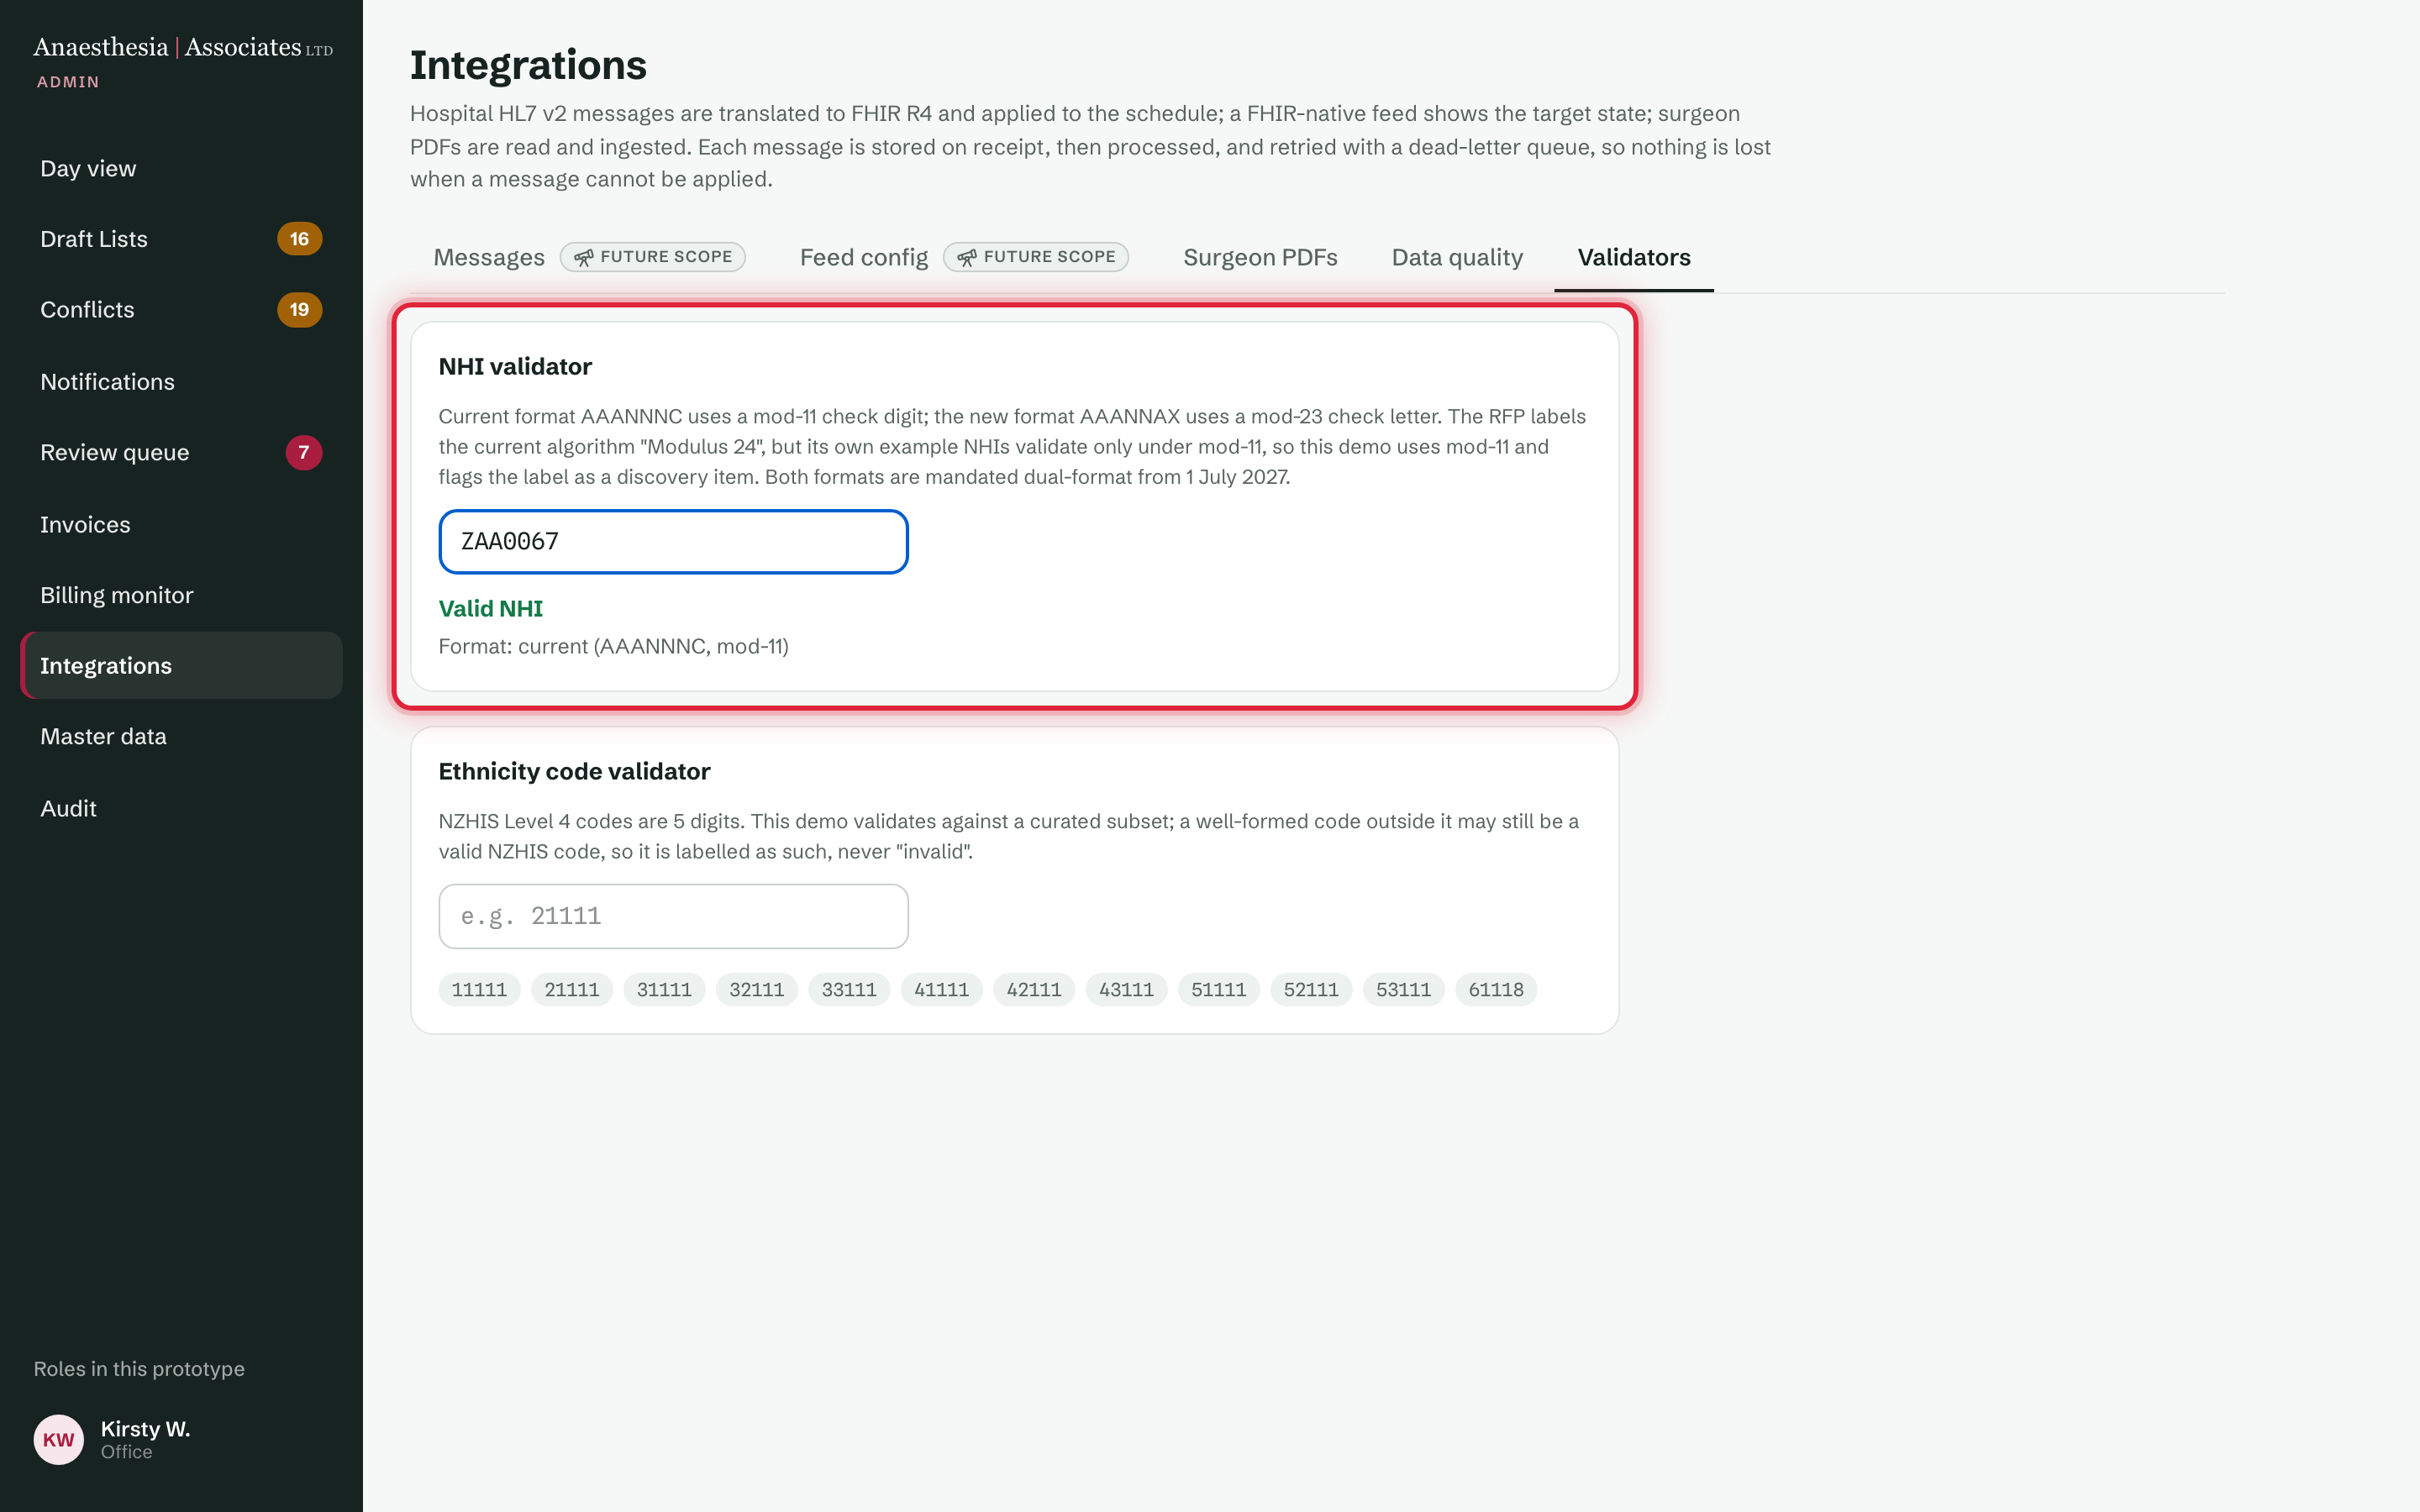 Anaesthesia | Associates LTD
ADMIN
Day view
Draft Lists 16
Conflicts 19
Notifications
Review queue 7
Invoices
Billing monitor
Integrations
Master data
Audit
Roles in this prototype
KW Kirsty W.
Office
Integrations
Hospital HL7 v2 messages are translated to FHIR R4 and applied to the schedule; a FHIR-native feed shows the target state; surgeon
PDFs are read and ingested. Each message is stored on receipt, then processed, and retried with a dead-letter queue, so nothing is lost
when a message cannot be applied.
Messages FUTURE SCOPE Feed config FUTURE SCOPE Surgeon PDFs Data quality Validators
NHI validator
Current format AAANNNC uses a mod-11 check digit; the new format AAANNAX uses a mod-23 check letter. The RFP labels
the current algorithm "Modulus 24", but its own example NHIs validate only under mod-11, so this demo uses mod-11 and
flags the label as a discovery item. Both formats are mandated dual-format from 1 July 2027.
ZAA0067
Valid NHI
Format: current (AAANNNC, mod-11)
Ethnicity code validator
NZHIS Level 4 codes are 5 digits. This demo validates against a curated subset; a well-formed code outside it may still be a
valid NZHIS code, so it is labelled as such, never "invalid".
e.g. 21111
11111 21111 31111 32111 33111 41111 42111 43111 51111 52111 53111 61118